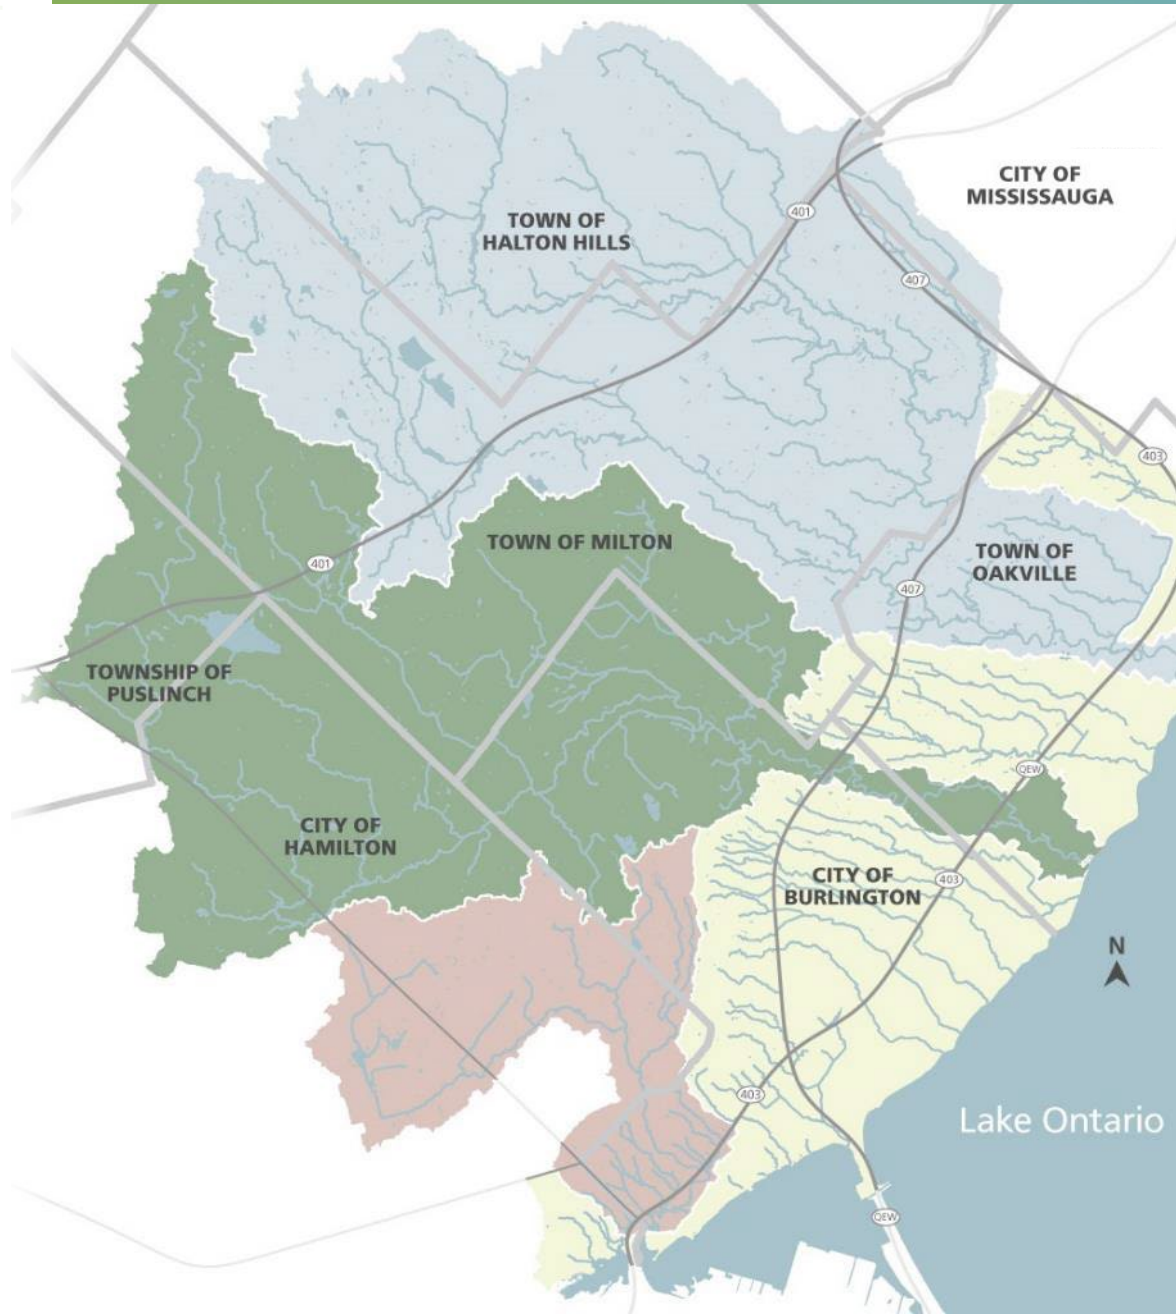 CITY OF
MISSISSAUGA
TOWN OF
HALTON HILLS
401
407
403
TOWN OF MILTON
TOWN OF
OAKVILLE
401
407
TOWNSHIP OF
PUSLINCH
QEW
CITY OF
HAMILTON
CITY OF
BURLINGTON
403
N
403
Lake Ontario
QEW